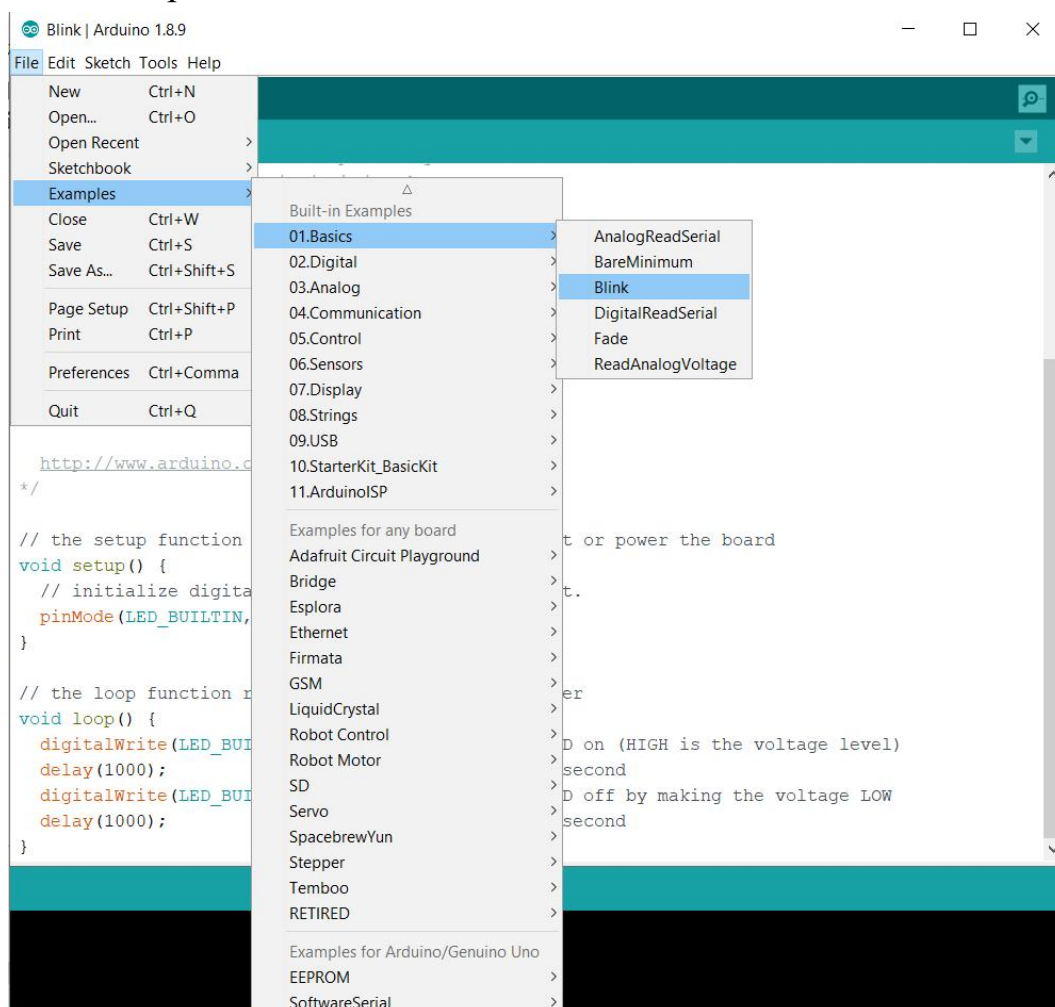 Blink | Arduino 1.8.9
File Edit Sketch Tools Help
New Ctrl+N
Open... Ctrl+O
Open Recent
Sketchbook
Examples
Close Ctrl+W
Save Ctrl+S
Save As... Ctrl+Shift+S
Page Setup Ctrl+Shift+P
Print Ctrl+P
Preferences Ctrl+Comma
Quit Ctrl+Q
Built-in Examples
01.Basics
02.Digital
03.Analog
04.Communication
05.Control
06.Sensors
07.Display
08.Strings
09.USB
10.StarterKit_BasicKit
11.ArduinoISP
Examples for any board
Adafruit Circuit Playground
Bridge
Esplora
Ethernet
Firmata
GSM
LiquidCrystal
Robot Control
Robot Motor
SD
Servo
SpacebrewYun
Stepper
Temboo
RETIRED
Examples for Arduino/Genuino Uno
EEPROM
SoftwareSerial
AnalogReadSerial
BareMinimum
Blink
DigitalReadSerial
Fade
ReadAnalogVoltage
http://www.arduino.c
*/
// the setup function t or power the board
void setup() {
// initialize digita t.
pinMode(LED_BUILTIN,
}
// the loop function r er
void loop() {
digitalWrite(LED_BUI D on (HIGH is the voltage level)
delay(1000); second
digitalWrite(LED_BUI D off by making the voltage LOW
delay(1000); second
}